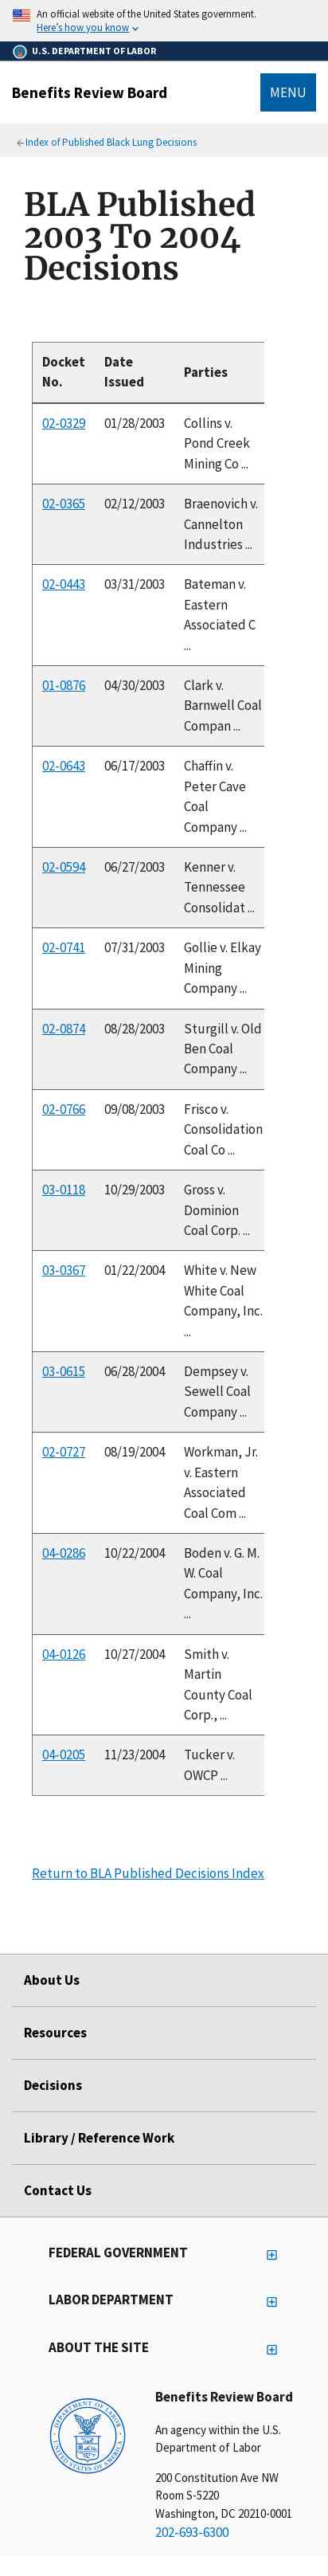 An official website of the United States government.
Here's how you know
U.S. DEPARTMENT OF LABOR
Benefits Review Board
MENU
Index of Published Black Lung Decisions
BLA Published
2003 To 2004
Decisions
Docket No. Date Issued Parties
02-0329 01/28/2003 Collins v.
Pond Creek
Mining Co ...
02-0365 02/12/2003 Braenovich v.
Cannelton
Industries ...
02-0443 03/31/2003 Bateman v.
Eastern
Associated C
...
01-0876 04/30/2003 Clark v.
Barnwell Coal
Compan ...
02-0643 06/17/2003 Chaffin v.
Peter Cave
Coal
Company ...
02-0594 06/27/2003 Kenner v.
Tennessee
Consolidat ...
02-0741 07/31/2003 Gollie v. Elkay
Mining
Company ...
02-0874 08/28/2003 Sturgill v. Old
Ben Coal
Company ...
02-0766 09/08/2003 Frisco v.
Consolidation
Coal Co ...
03-0118 10/29/2003 Gross v.
Dominion
Coal Corp. ...
03-0367 01/22/2004 White v. New
White Coal
Company, Inc.
...
03-0615 06/28/2004 Dempsey v.
Sewell Coal
Company ...
02-0727 08/19/2004 Workman, Jr.
v. Eastern
Associated
Coal Com ...
04-0286 10/22/2004 Boden v. G. M.
W. Coal
Company, Inc.
...
04-0126 10/27/2004 Smith v.
Martin
County Coal
Corp., ...
04-0205 11/23/2004 Tucker v.
OWCP ...
Return to BLA Published Decisions Index
About Us
Resources
Decisions
Library / Reference Work
Contact Us
FEDERAL GOVERNMENT
LABOR DEPARTMENT
ABOUT THE SITE
Benefits Review Board
An agency within the U.S.
Department of Labor
200 Constitution Ave NW
Room S-5220
Washington, DC 20210-0001
202-693-6300